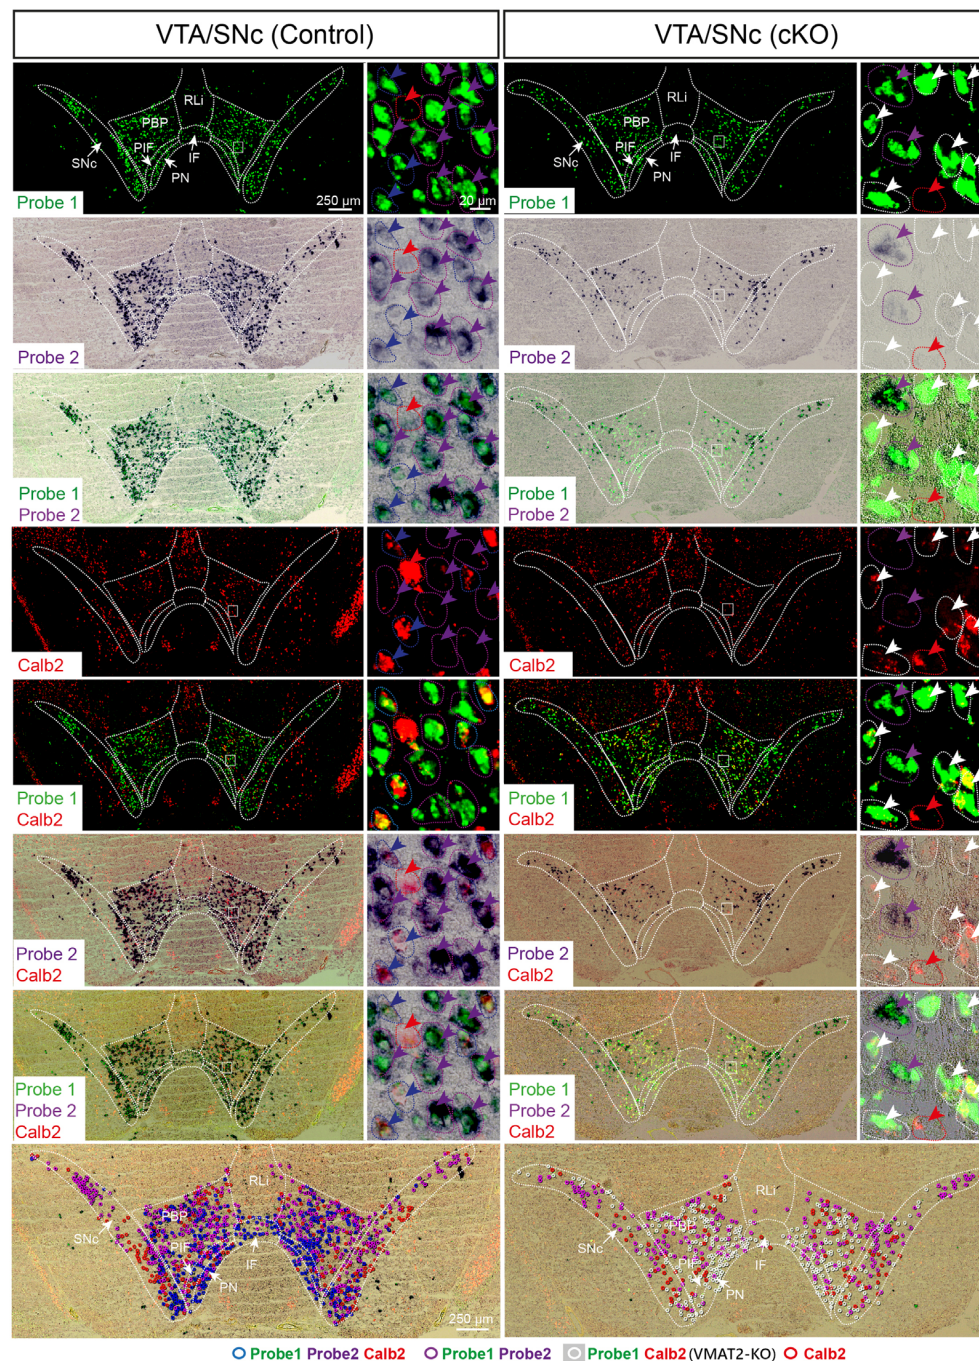 VTA/SNc (Control)
VTA/SNc (cKO)
RLi
PBP
PIF
IF
SNc
PN
Probe 1
250 µm
20 µm
RLi
PBP
PIF
IF
SNc
PN
Probe 1
Probe 2
Probe 2
Probe 1
Probe 2
Probe 1
Probe 2
Calb2
Calb2
Probe 1
Calb2
Probe 1
Calb2
Probe 2
Calb2
Probe 2
Calb2
Probe 1
Probe 2
Calb2
Probe 1
Probe 2
Calb2
RLi
PBP
SNc
PIF
IF
PN
250 µm
RLi
PBP
SNc
PIF
IF
PN
Probe1 Probe2 Calb2 Probe1 Probe2 Probe1 Calb2 (VMAT2-KO) Calb2